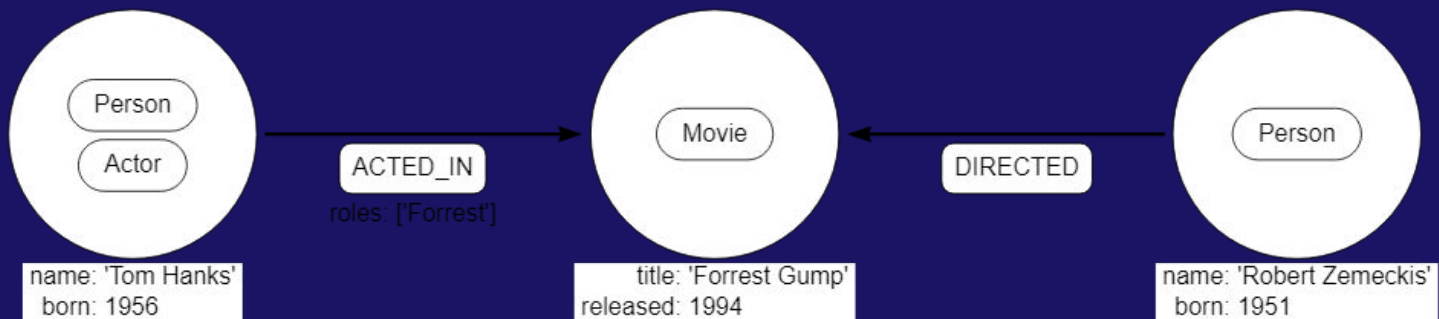 Person
Actor
name: 'Tom Hanks'
born: 1956
ACTED_IN
roles: ['Forrest']
Movie
title: 'Forrest Gump'
released: 1994
DIRECTED
Person
name: 'Robert Zemeckis'
born: 1951